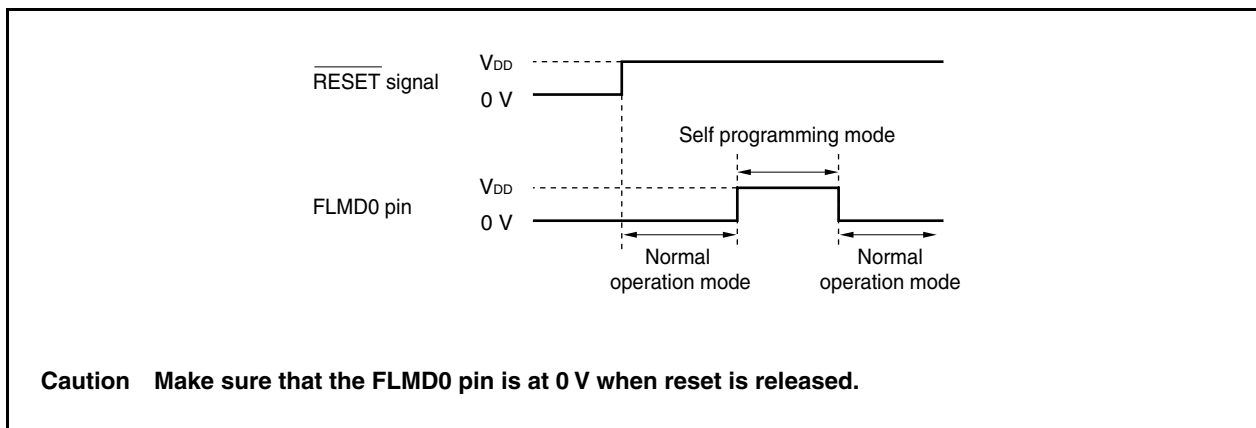 VDD
RESET signal
0 V
Self programming mode
VDD
FLMD0 pin
0 V
Normal
operation mode
Normal
operation mode
Caution Make sure that the FLMD0 pin is at 0 V when reset is released.